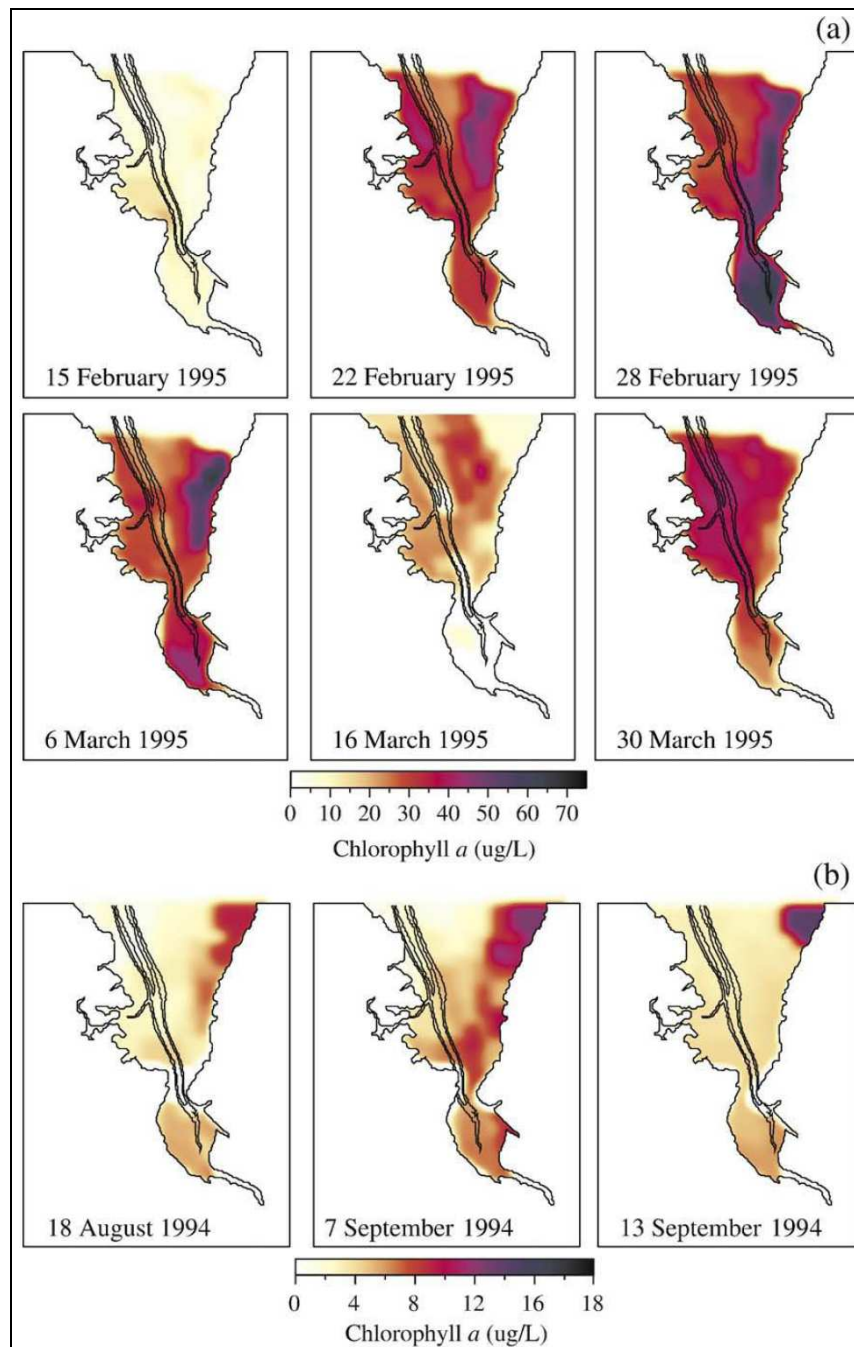 (a)
15 February 1995
22 February 1995
28 February 1995
6 March 1995
16 March 1995
30 March 1995
0 10 20 30 40 50 60 70
Chlorophyll a (ug/L)
(b)
18 August 1994
7 September 1994
13 September 1994
0 4 8 12 16 18
Chlorophyll a (ug/L)